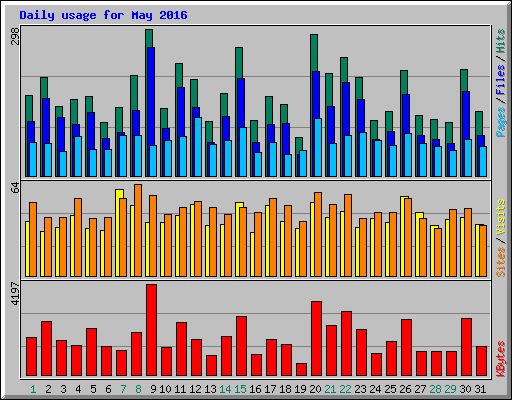 Daily usage for May 2016
298
Pages / Files / Hits
64
Sites / Visits
4197
KBytes
1 2 3 4 5 6 7 8 9 10 11 12 13 14 15 16 17 18 19 20 21 22 23 24 25 26 27 28 29 30 31